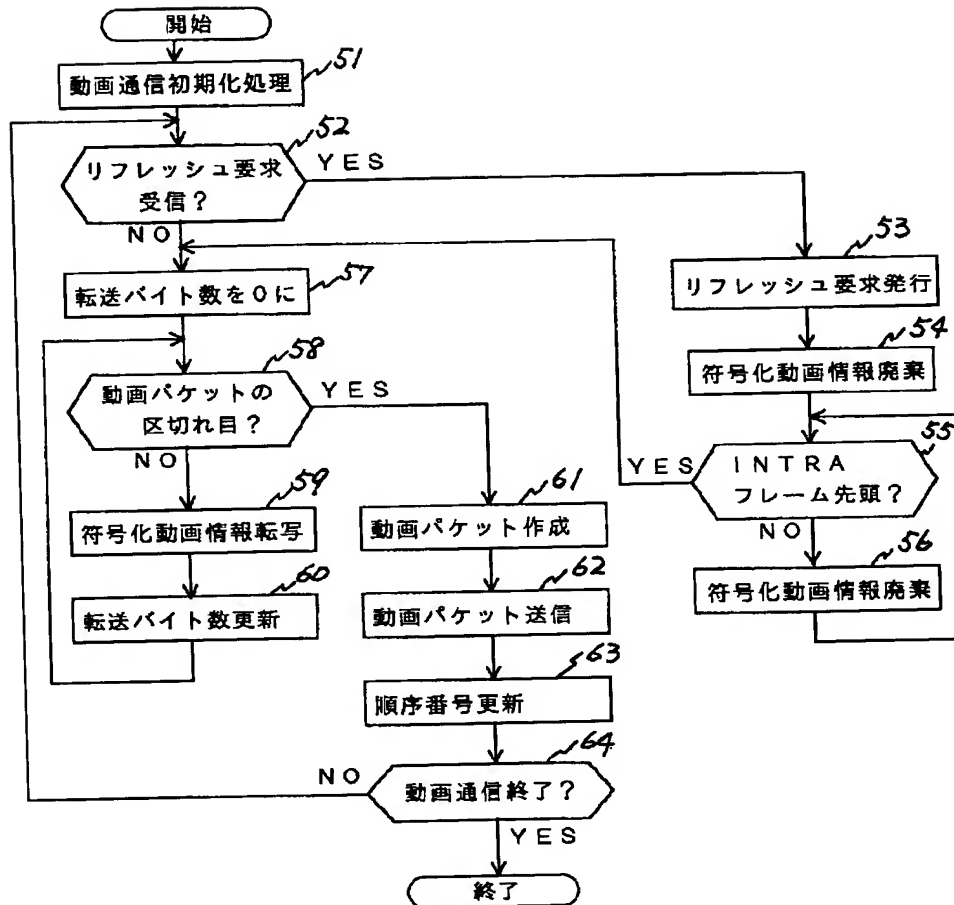 開始
動画通信初期化処理
51
リフレッシュ要求
受信?
52
YES
NO
転送バイト数を0に
57
動画パケットの
区切れ目?
58
YES
NO
符号化動画情報転写
59
転送バイト数更新
60
動画パケット作成
61
動画パケット送信
62
順序番号更新
63
動画通信終了?
64
NO
YES
終了
リフレッシュ要求発行
53
符号化動画情報廃棄
54
INTRA
フレーム先頭?
55
YES
NO
符号化動画情報廃棄
56